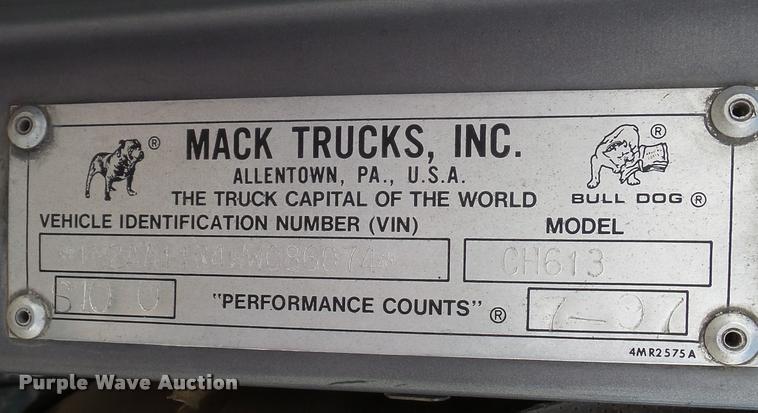 MACK TRUCKS, INC.
ALLENTOWN, PA., U.S.A.
THE TRUCK CAPITAL OF THE WORLD
BULL DOG ®
VEHICLE IDENTIFICATION NUMBER (VIN) MODEL
CH613
"PERFORMANCE COUNTS" ®
4MR2575A
Purple Wave Auction